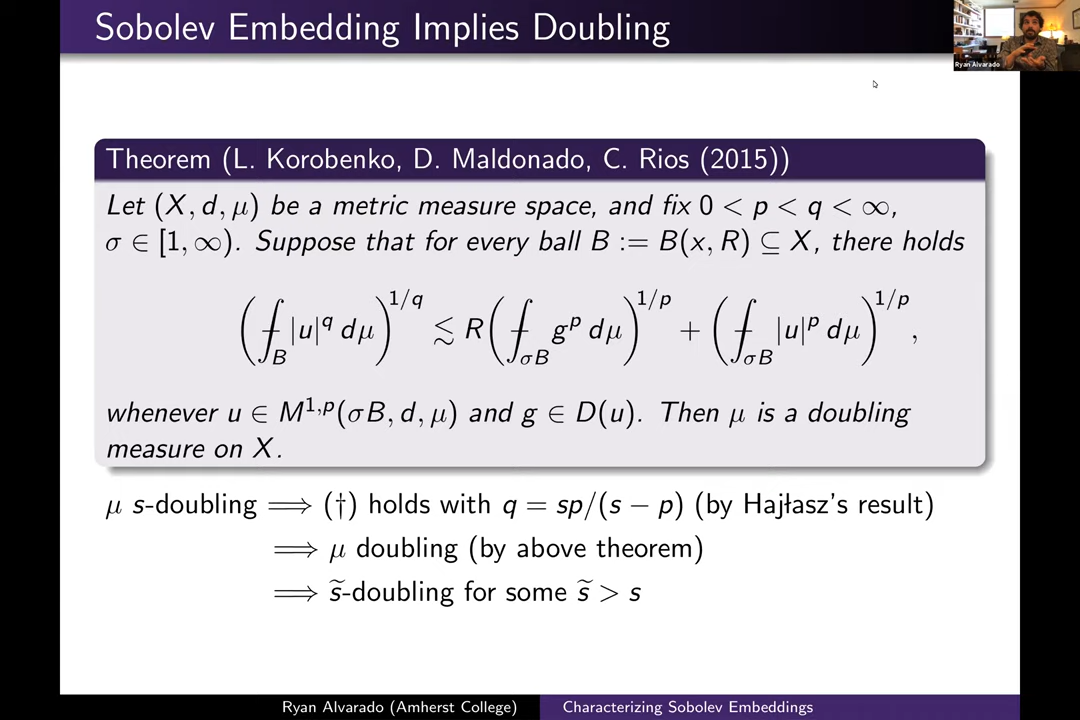 Sobolev Embedding Implies Doubling
Ryan Alvarado
Theorem (L. Korobenko, D. Maldonado, C. Rios (2015))
Let (X, d, μ) be a metric measure space, and fix 0 < p < q < ∞,
σ ∈ [1, ∞). Suppose that for every ball B := B(x, R) ⊆ X, there holds
(⨍_B |u|^q dμ)^{1/q} ≲ R(⨍_{σB} g^p dμ)^{1/p} + (⨍_{σB} |u|^p dμ)^{1/p},
whenever u ∈ M^{1,p}(σB, d, μ) and g ∈ D(u). Then μ is a doubling
measure on X.
μ s-doubling ⟹ (†) holds with q = sp/(s − p) (by Hajłasz's result)
⟹ μ doubling (by above theorem)
⟹ s̃-doubling for some s̃ > s
Ryan Alvarado (Amherst College)
Characterizing Sobolev Embeddings